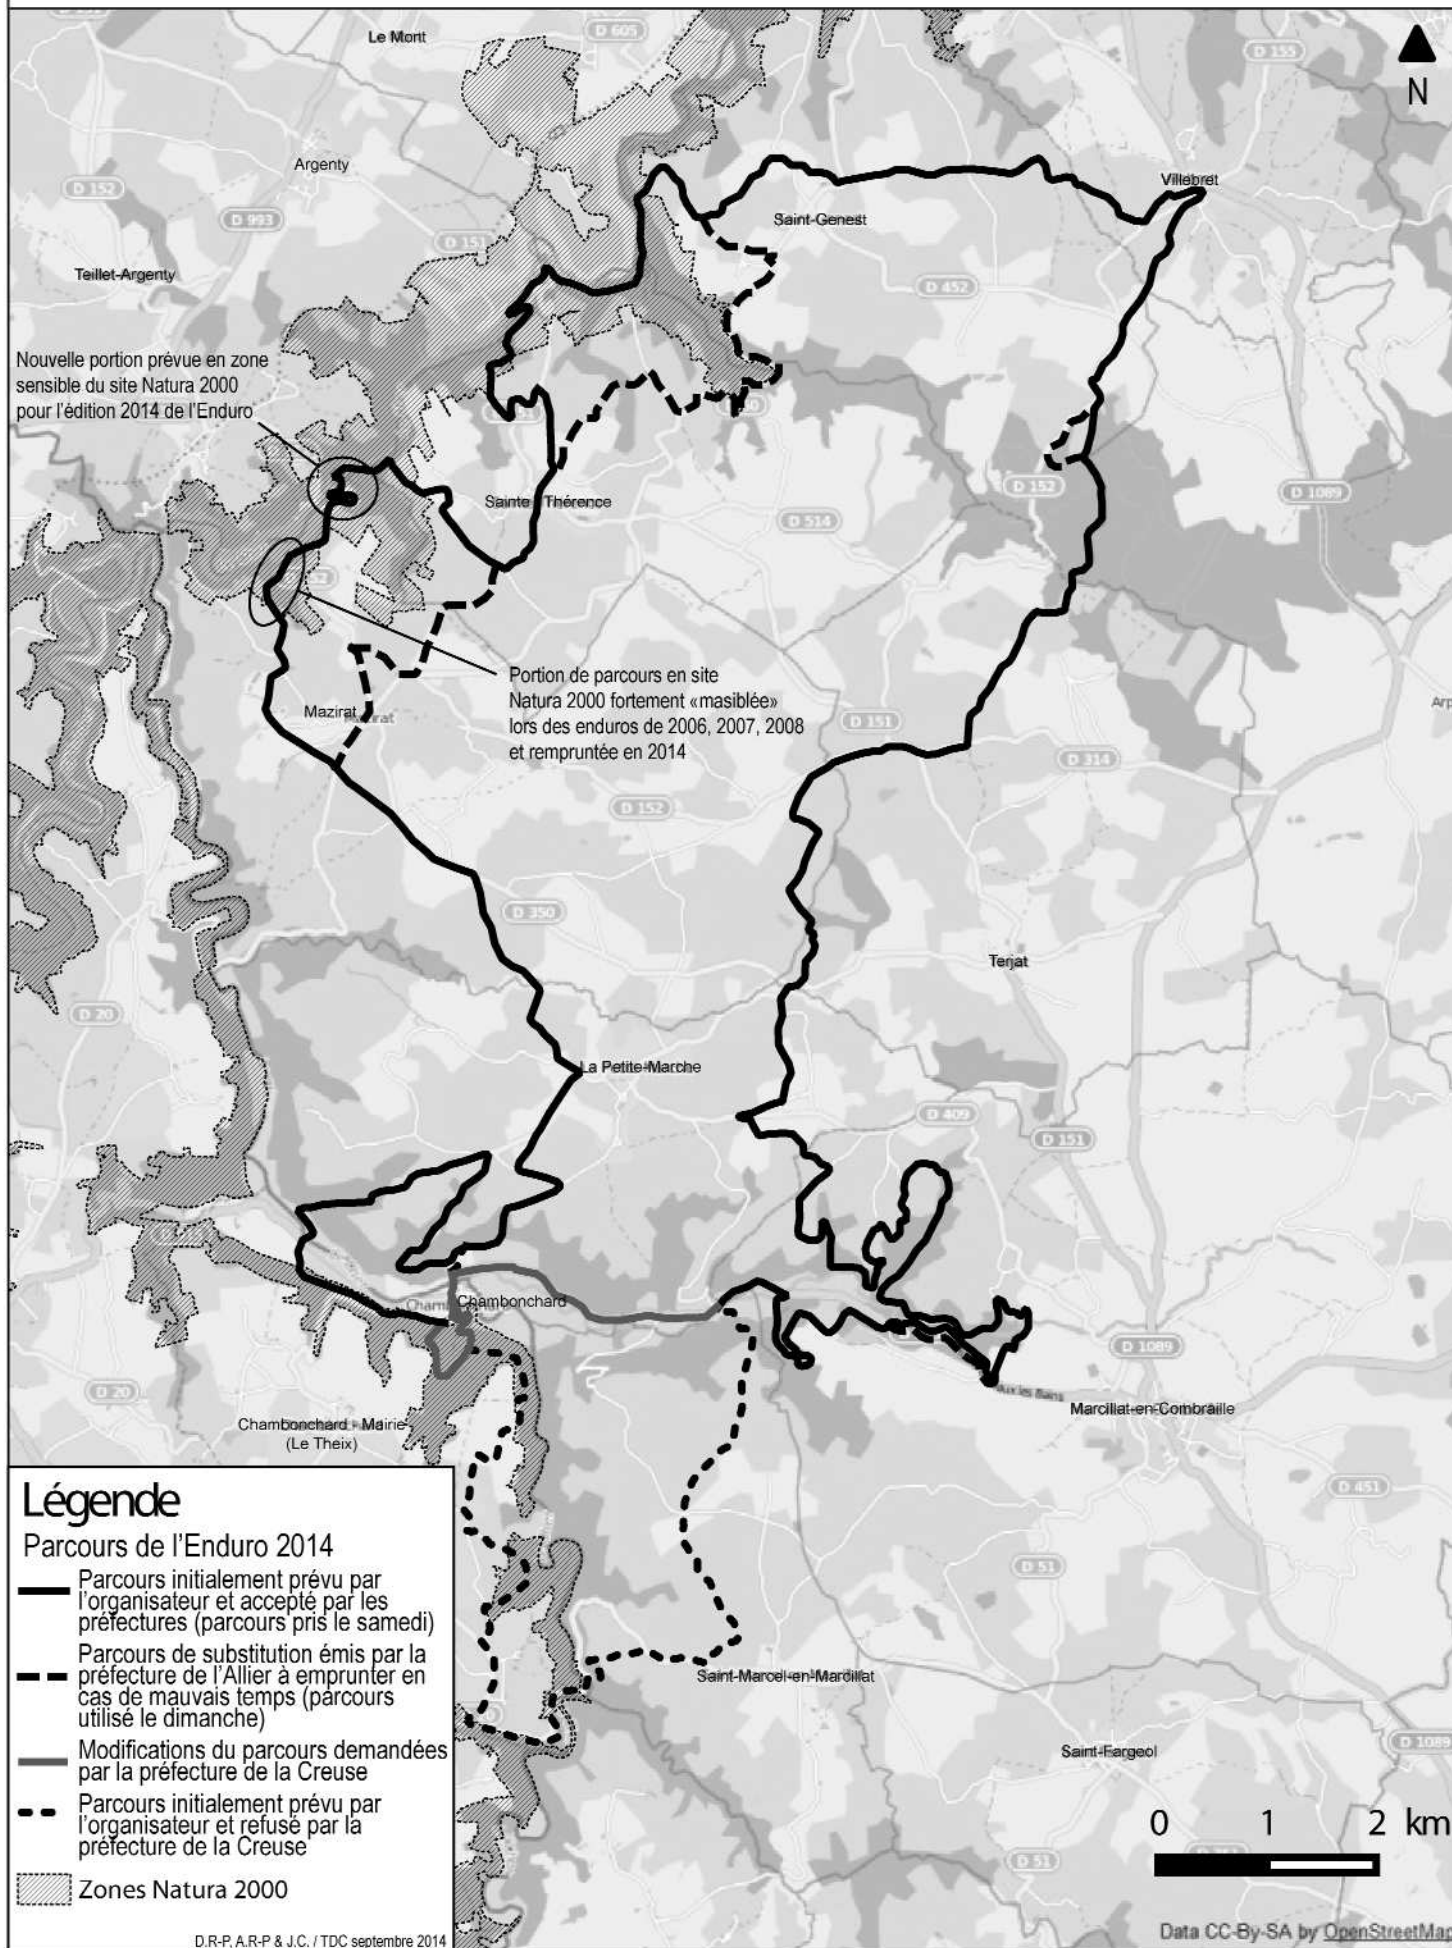 Le Mont
D 605
D 155
N
Argenty
Villebret
D 152
D 993
Saint-Genest
D 151
Teillet-Argenty
D 452
Nouvelle portion prévue en zone
sensible du site Natura 2000
pour l'édition 2014 de l'Enduro
D 152
D 1089
Sainte Thérence
D 514
Portion de parcours en site
Natura 2000 fortement «masiblée»
lors des enduros de 2006, 2007, 2008
et rempruntée en 2014
Mazirat
D 151
Arp
D 314
D 152
D 350
Terjat
D 20
La Petite-Marche
D 409
D 151
Chambonchard
D 1089
D 20
aux les Bains
Marcillat-en-Combraille
Chambonchard - Mairie
(Le Theix)
D 451
Légende
Parcours de l'Enduro 2014
Parcours initialement prévu par
l'organisateur et accepté par les
préfectures (parcours pris le samedi)
Parcours de substitution émis par la
préfecture de l'Allier à emprunter en
cas de mauvais temps (parcours
utilisé le dimanche)
Modifications du parcours demandées
par la préfecture de la Creuse
Parcours initialement prévu par
l'organisateur et refusé par la
préfecture de la Creuse
Zones Natura 2000
D.R-P, A.R-P & J.C. / TDC septembre 2014
D 51
Saint-Marcel-en-Marcillat
Saint-Fargeol
D 1089
0 1 2 km
D 51
Data CC-By-SA by OpenStreetMap